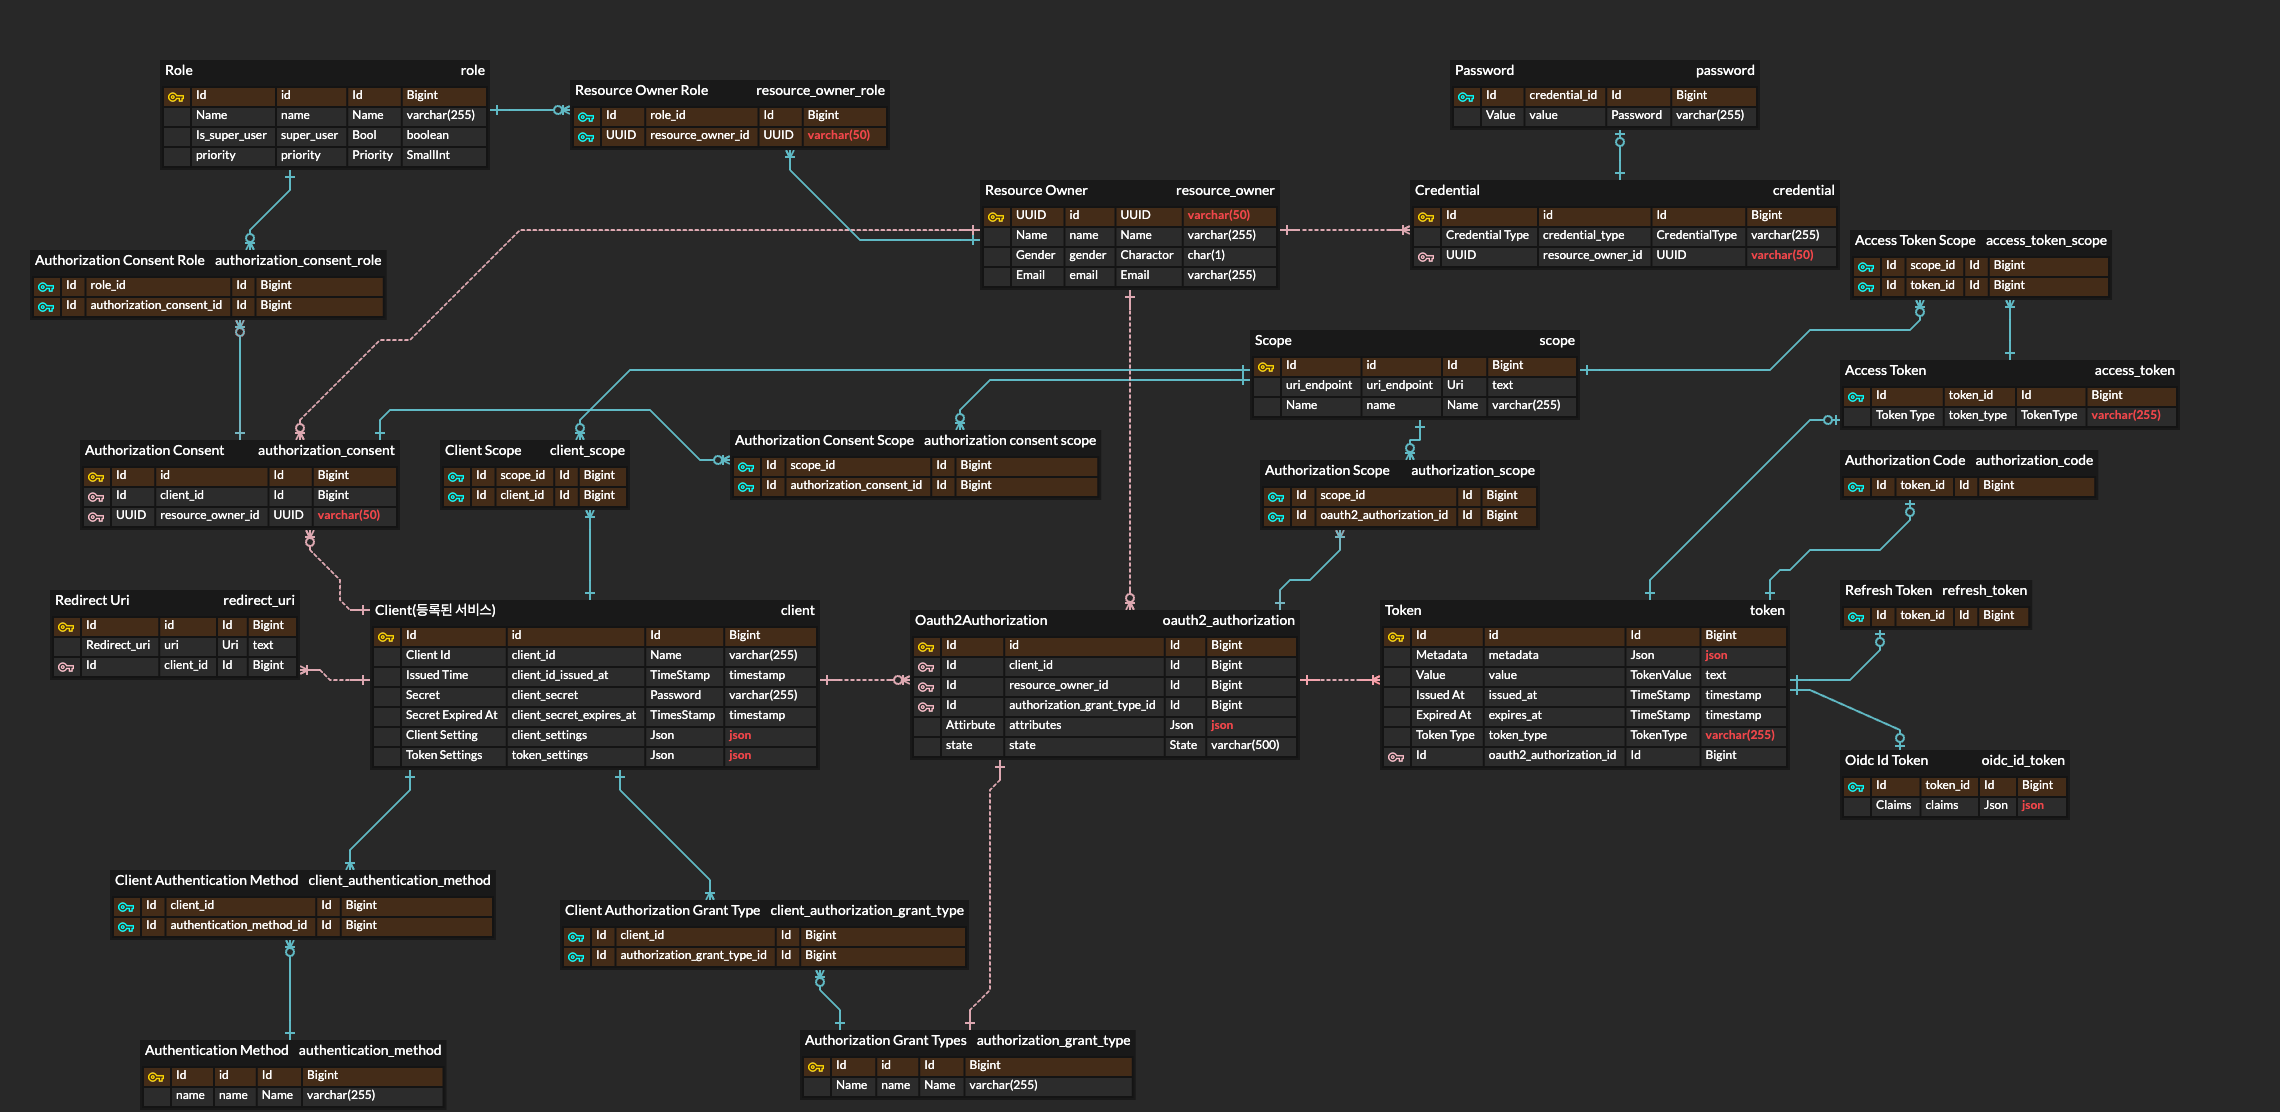 Role role
Id id Id Bigint
Name name Name varchar(255)
Is_super_user super_user Bool boolean
priority priority Priority SmallInt
Resource Owner Role resource_owner_role
Id role_id Id Bigint
UUID resource_owner_id UUID varchar(50)
Password password
Id credential_id Id Bigint
Value value Password varchar(255)
Resource Owner resource_owner
UUID id UUID varchar(50)
Name name Name varchar(255)
Gender gender Charactor char(1)
Email email Email varchar(255)
Credential credential
Id id Id Bigint
Credential Type credential_type CredentialType varchar(255)
UUID resource_owner_id UUID varchar(50)
Access Token Scope access_token_scope
Id scope_id Id Bigint
Id token_id Id Bigint
Authorization Consent Role authorization_consent_role
Id role_id Id Bigint
Id authorization_consent_id Id Bigint
Scope scope
Id id Id Bigint
uri_endpoint uri_endpoint Uri text
Name name Name varchar(255)
Access Token access_token
Id token_id Id Bigint
Token Type token_type TokenType varchar(255)
Authorization Consent authorization_consent
Id id Id Bigint
Id client_id Id Bigint
UUID resource_owner_id UUID varchar(50)
Client Scope client_scope
Id scope_id Id Bigint
Id client_id Id Bigint
Authorization Consent Scope authorization consent scope
Id scope_id Id Bigint
Id authorization_consent_id Id Bigint
Authorization Scope authorization_scope
Id scope_id Id Bigint
Id oauth2_authorization_id Id Bigint
Authorization Code authorization_code
Id token_id Id Bigint
Redirect Uri redirect_uri
Id id Id Bigint
Redirect_uri uri Uri text
Id client_id Id Bigint
Client(등록된 서비스) client
Id id Id Bigint
Client Id client_id Name varchar(255)
Issued Time client_id_issued_at TimeStamp timestamp
Secret client_secret Password varchar(255)
Secret Expired At client_secret_expires_at TimesStamp timestamp
Client Setting client_settings Json json
Token Settings token_settings Json json
Oauth2Authorization oauth2_authorization
Id id Id Bigint
Id client_id Id Bigint
Id resource_owner_id Id Bigint
Id authorization_grant_type_id Id Bigint
Attirbute attributes Json json
state state State varchar(500)
Token token
Id id Id Bigint
Metadata metadata Json json
Value value TokenValue text
Issued At issued_at TimeStamp timestamp
Expired At expires_at TimeStamp timestamp
Token Type token_type TokenType varchar(255)
Id oauth2_authorization_id Id Bigint
Refresh Token refresh_token
Id token_id Id Bigint
Oidc Id Token oidc_id_token
Id token_id Id Bigint
Claims claims Json json
Client Authentication Method client_authentication_method
Id client_id Id Bigint
Id authentication_method_id Id Bigint
Client Authorization Grant Type client_authorization_grant_type
Id client_id Id Bigint
Id authorization_grant_type_id Id Bigint
Authentication Method authentication_method
Id id Id Bigint
name name Name varchar(255)
Authorization Grant Types authorization_grant_type
Id id Id Bigint
Name name Name varchar(255)